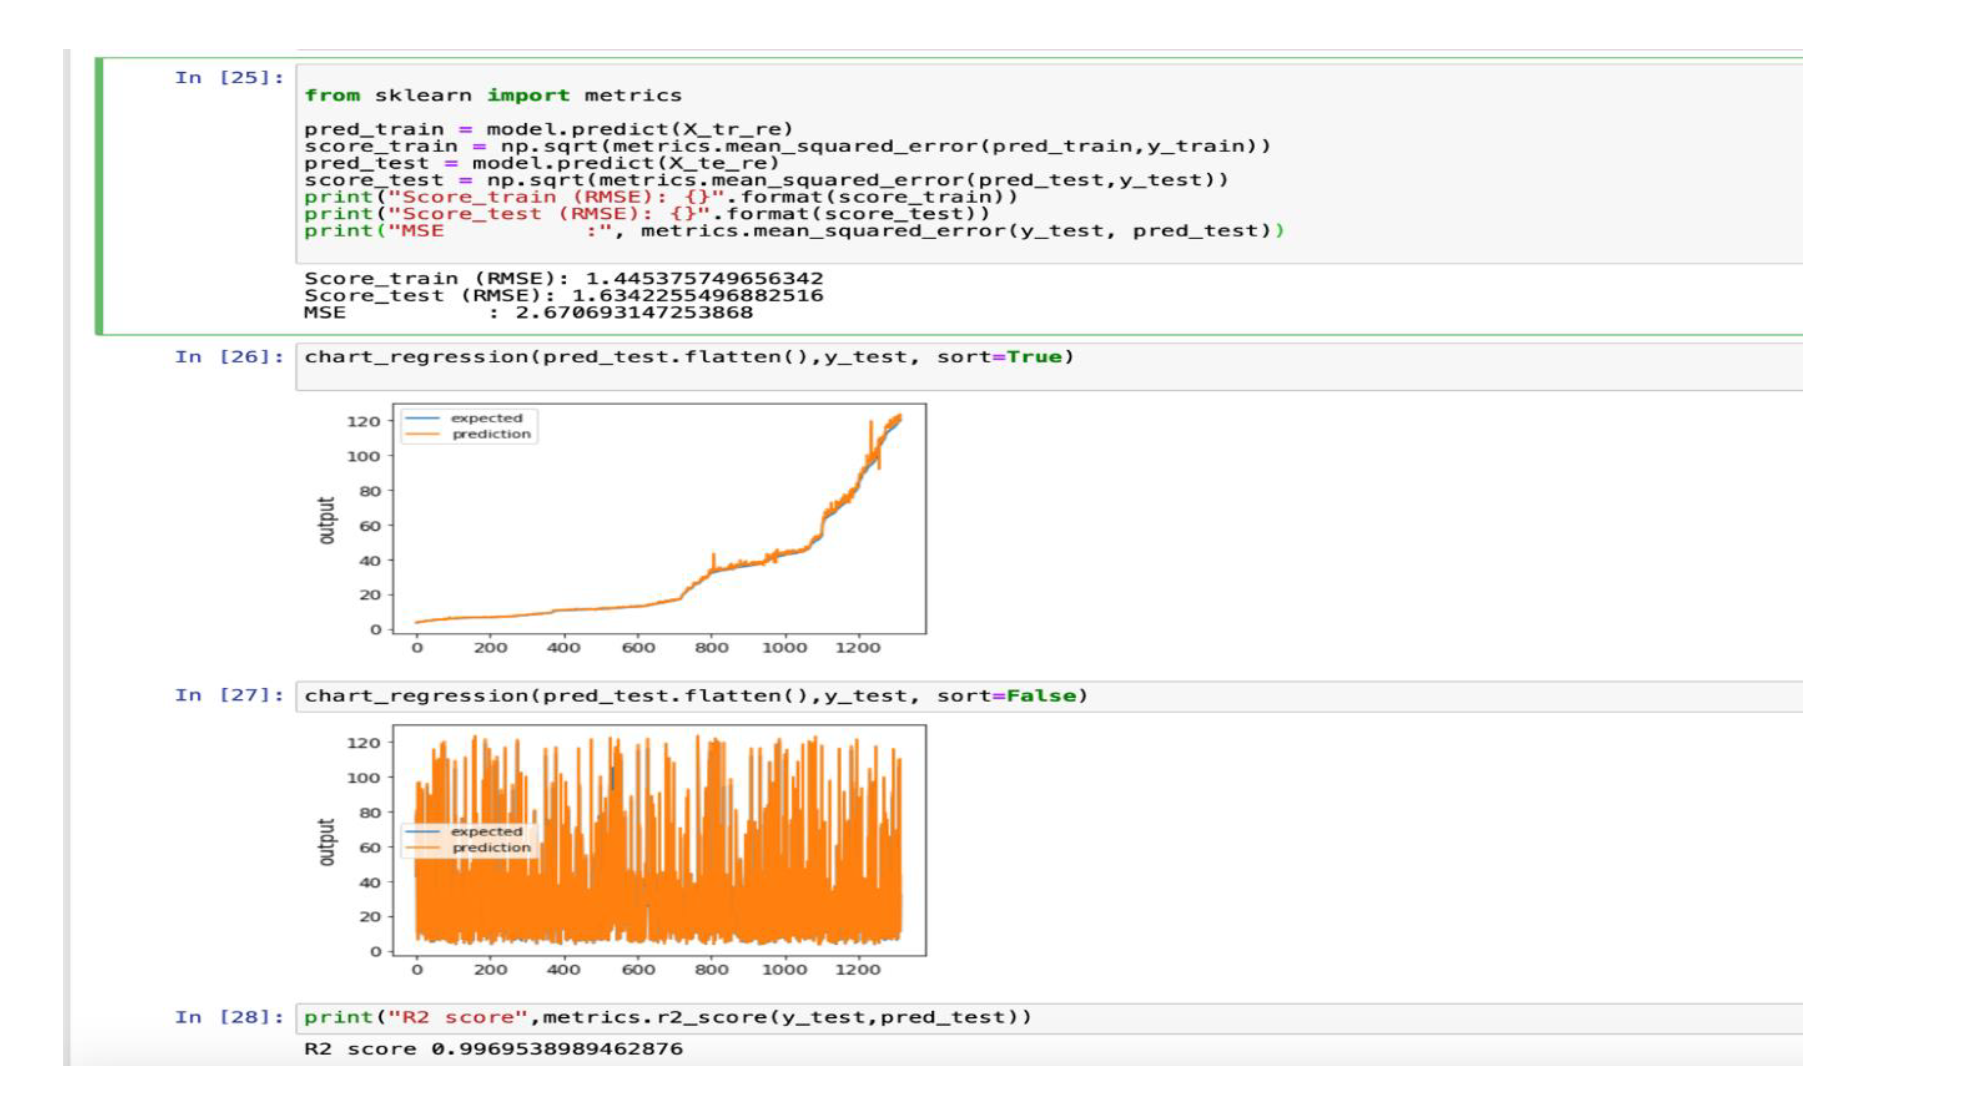 In [25]:
from sklearn import metrics
pred_train = model.predict(X_tr_re)
score_train = np.sqrt(metrics.mean_squared_error(pred_train,y_train))
pred_test = model.predict(X_te_re)
score_test = np.sqrt(metrics.mean_squared_error(pred_test,y_test))
print("Score_train (RMSE): {}".format(score_train))
print("Score_test (RMSE): {}".format(score_test))
print("MSE          :", metrics.mean_squared_error(y_test, pred_test))
Score_train (RMSE): 1.445375749656342
Score_test (RMSE): 1.6342255496882516
MSE          : 2.670693147253868
In [26]: chart_regression(pred_test.flatten(),y_test, sort=True)
expected
prediction
output
120
100
80
60
40
20
0
0 200 400 600 800 1000 1200
In [27]: chart_regression(pred_test.flatten(),y_test, sort=False)
expected
prediction
output
120
100
80
60
40
20
0
0 200 400 600 800 1000 1200
In [28]: print("R2 score",metrics.r2_score(y_test,pred_test))
R2 score 0.9969538989462876